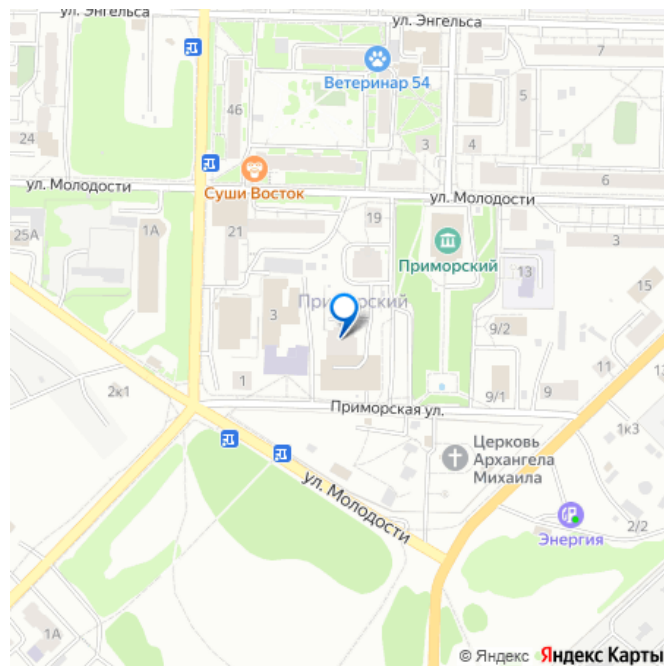 ул. Энгельса
ул. Энгельса
7
Ветеринар 54
5
46
24
3
4
Суши Восток
6
ул. Молодости
ул. Молодости
19
25А
1А
21
3
Приморский
13
15
Приморский
3
9/2
11
1
2к1
9/1
9
Приморская ул.
1к3
Церковь
Архангела
Михаила
ул. Молодости
2/2
Энергия
1А
© Яндекс Яндекс Карты